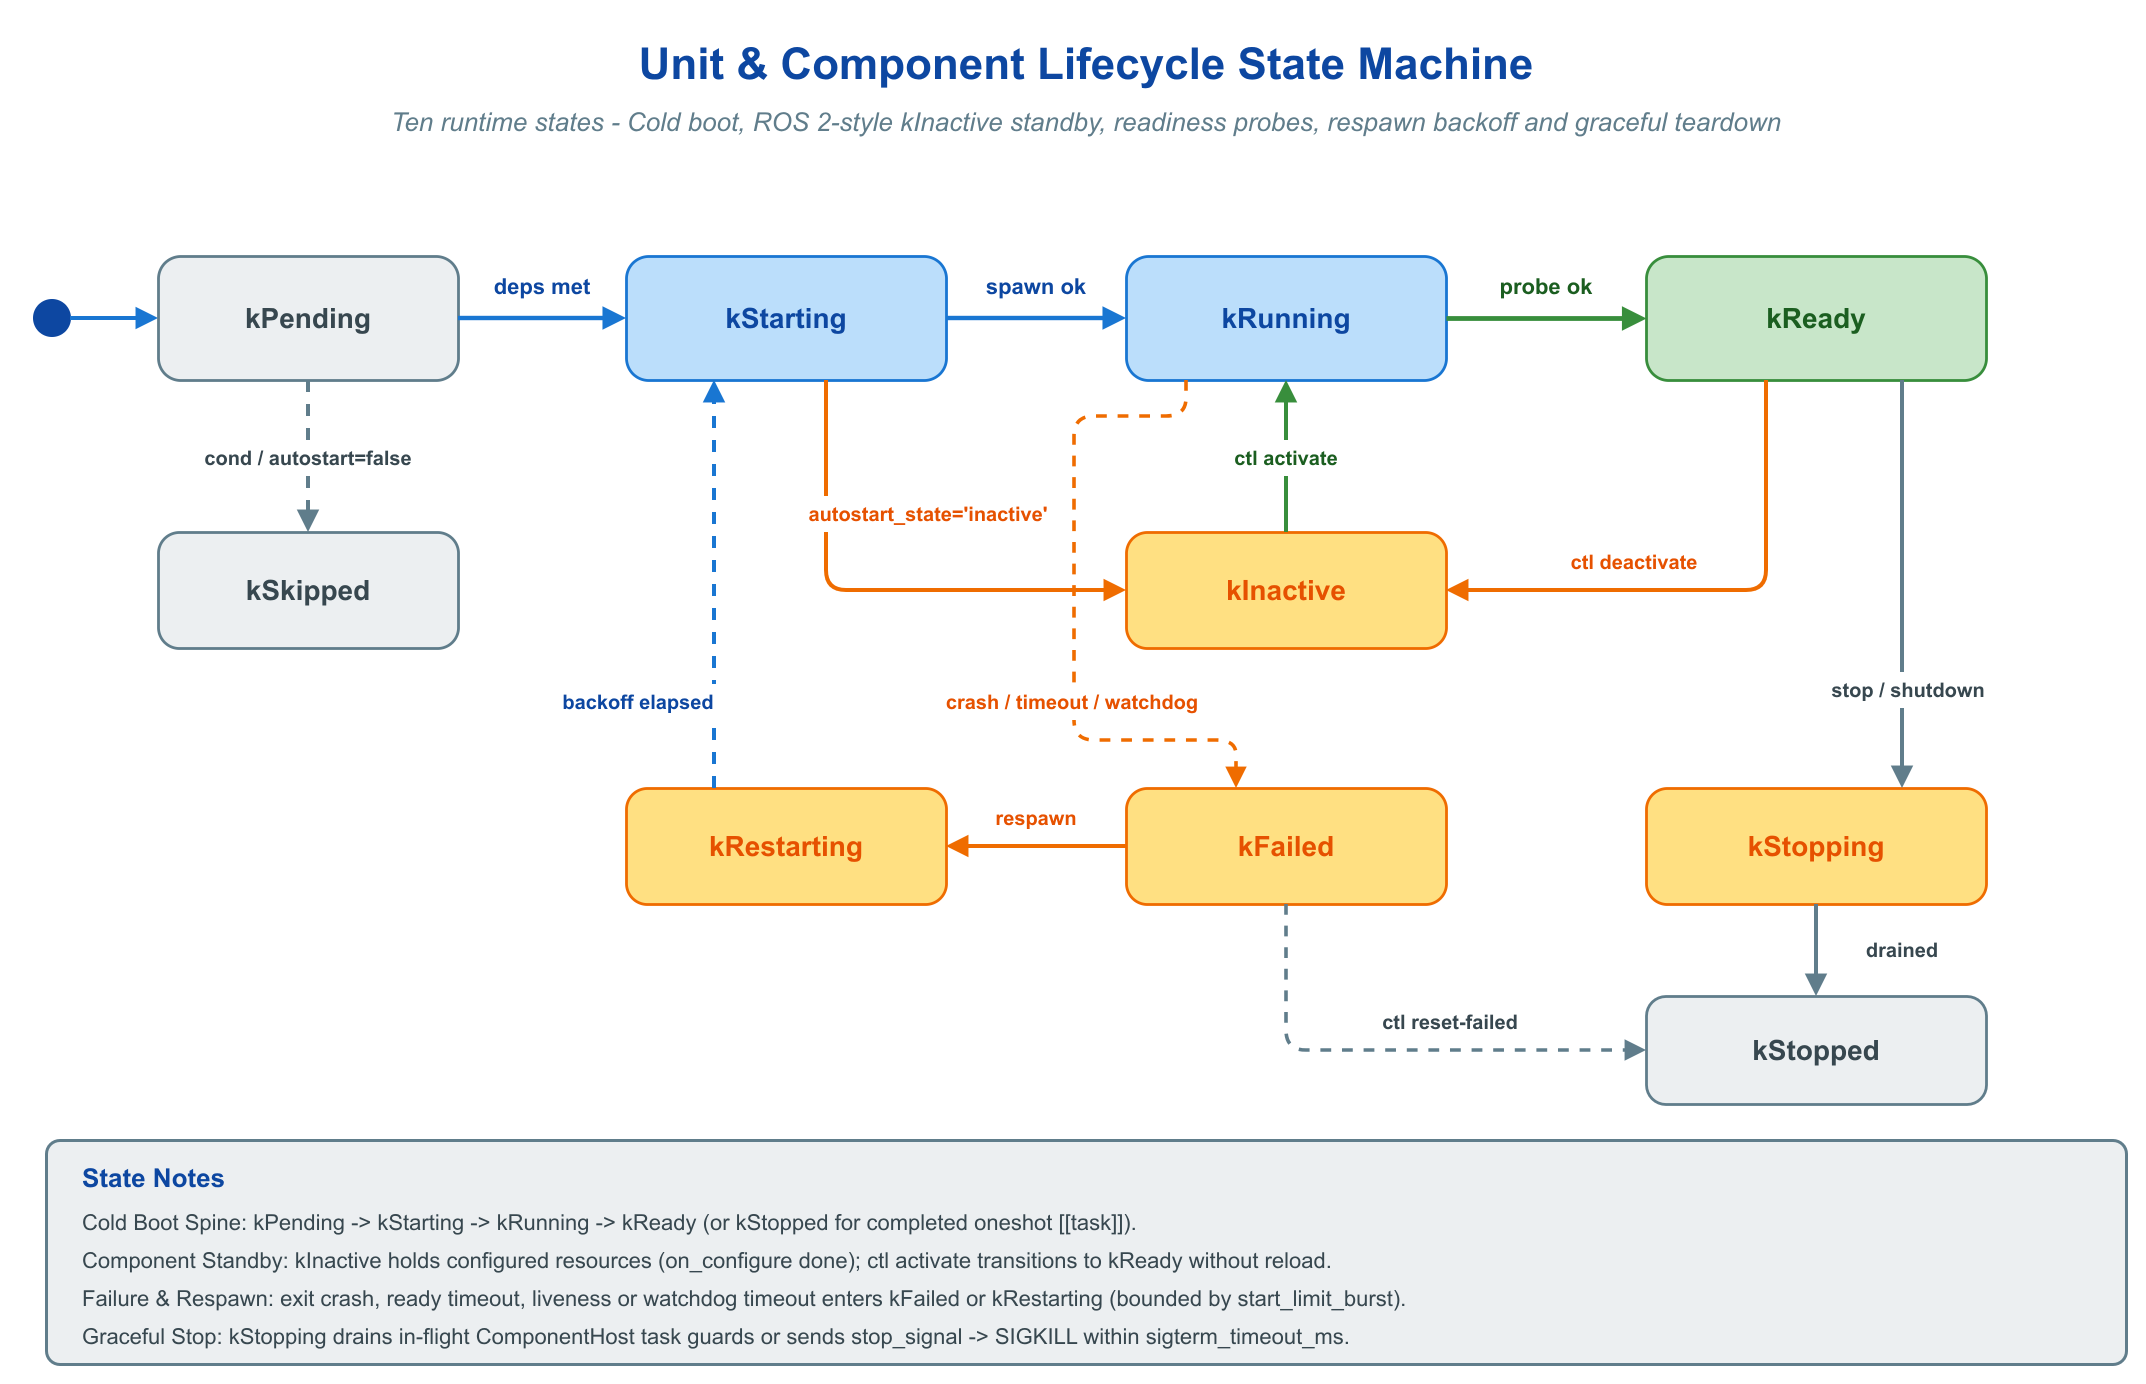 Unit & Component Lifecycle State Machine
Ten runtime states - Cold boot, ROS 2-style kInactive standby, readiness probes, respawn backoff and graceful teardown
kPending
deps met
kStarting
spawn ok
kRunning
probe ok
kReady
cond / autostart=false
ctl activate
autostart_state='inactive'
ctl deactivate
kSkipped
kInactive
backoff elapsed
crash / timeout / watchdog
stop / shutdown
kRestarting
respawn
kFailed
kStopping
drained
ctl reset-failed
kStopped
State Notes
Cold Boot Spine: kPending -> kStarting -> kRunning -> kReady (or kStopped for completed oneshot [[task]]).
Component Standby: kInactive holds configured resources (on_configure done); ctl activate transitions to kReady without reload.
Failure & Respawn: exit crash, ready timeout, liveness or watchdog timeout enters kFailed or kRestarting (bounded by start_limit_burst).
Graceful Stop: kStopping drains in-flight ComponentHost task guards or sends stop_signal -> SIGKILL within sigterm_timeout_ms.